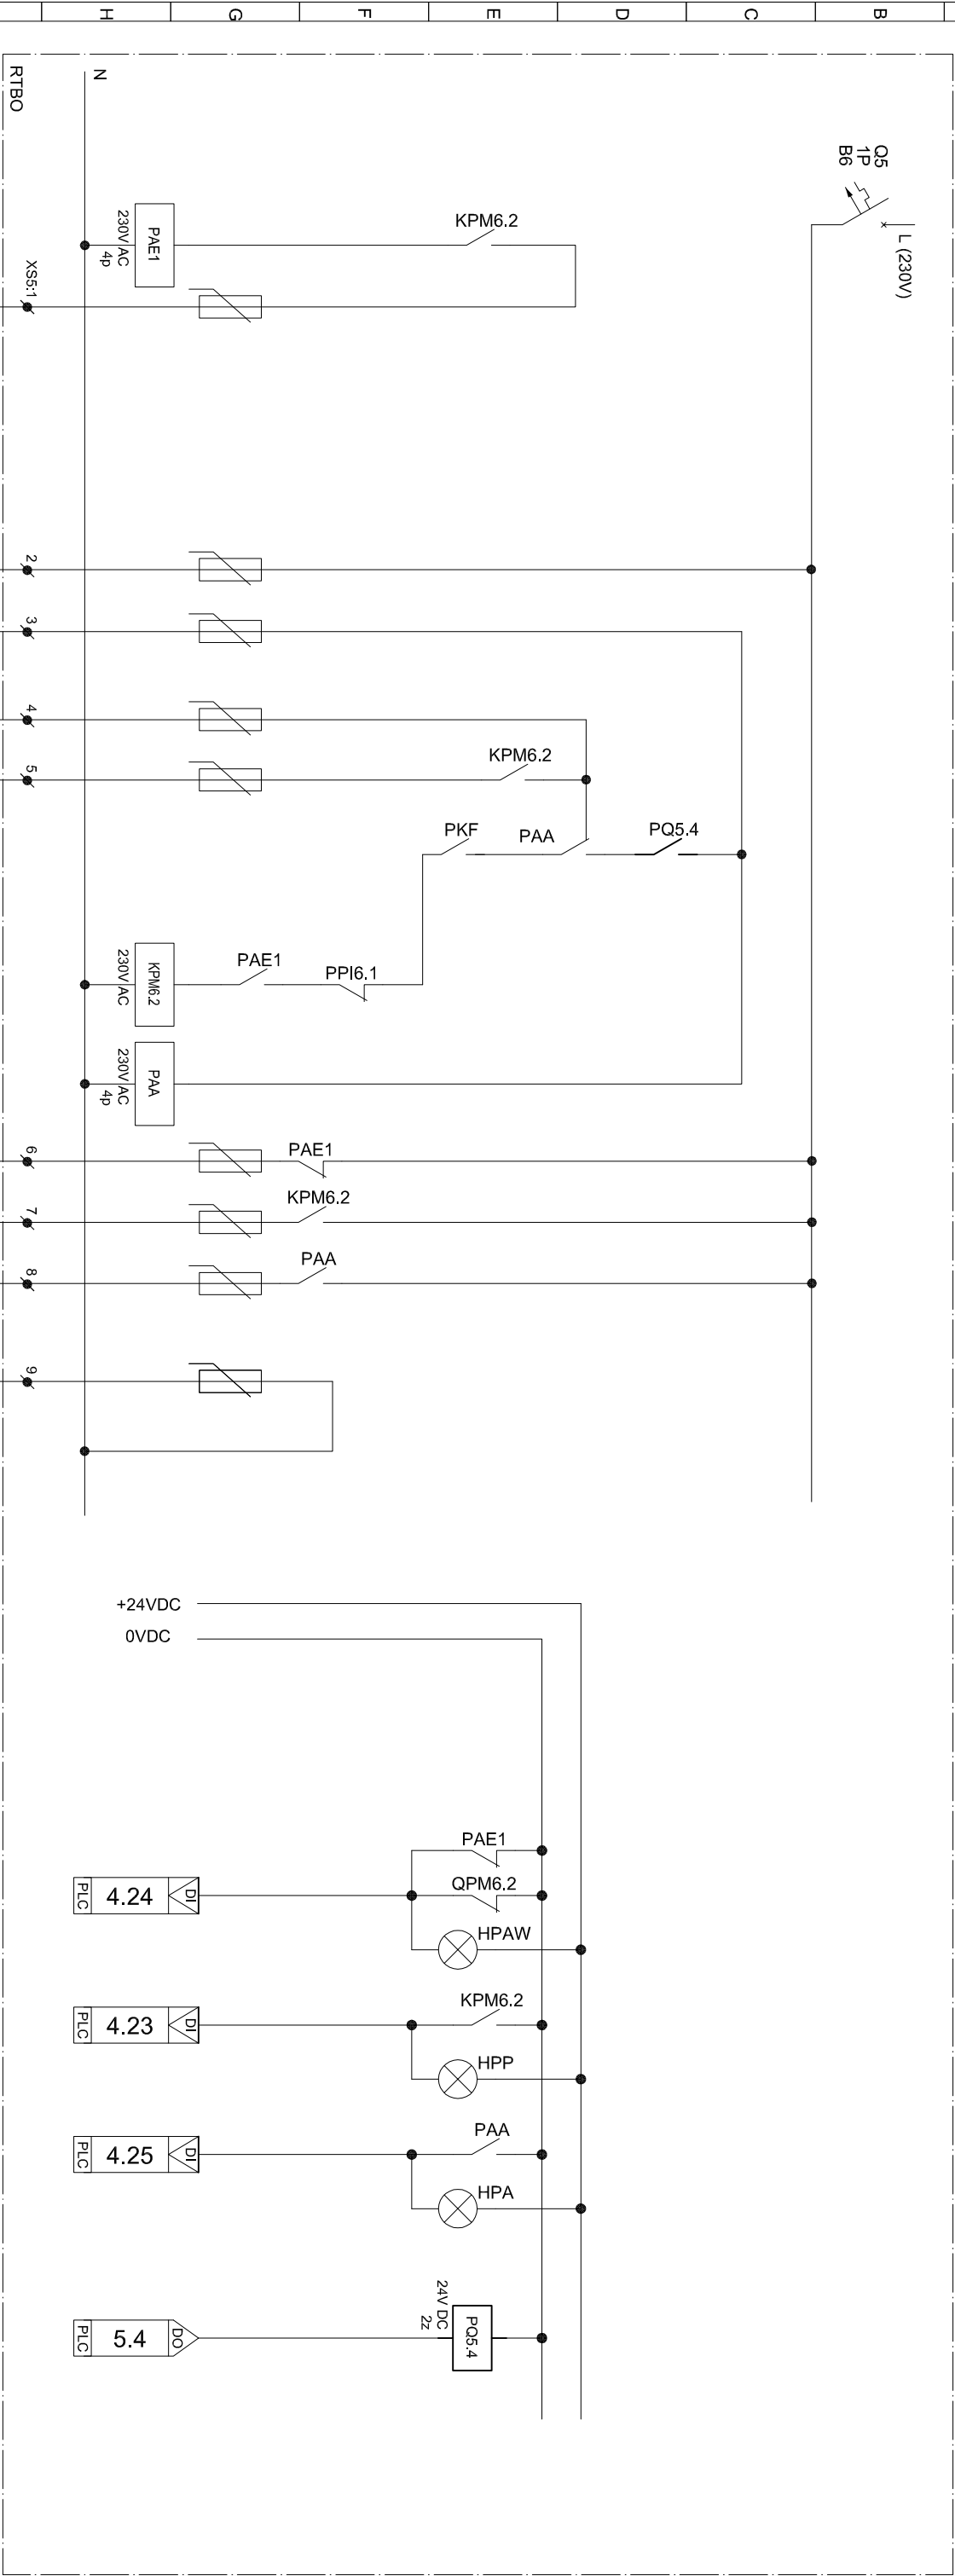 H
G
F
E
D
C
B
RTBO
N
Q5
1P
B6
L (230V)
KPM6.2
PAE1
230V AC
4p
XS5:1
2
3
4
5
KPM6.2
PKF
PAA
PQ5.4
PAE1
PPI6.1
KPM6.2
230V AC
PAA
230V AC
4p
6
PAE1
7
KPM6.2
8
PAA
9
+24VDC
0VDC
PAE1
QPM6.2
HPAW
PLC
4.24
DI
KPM6.2
HPP
PLC
4.23
DI
PAA
HPA
PLC
4.25
DI
24V DC
2z
PQ5.4
PLC
5.4
DO